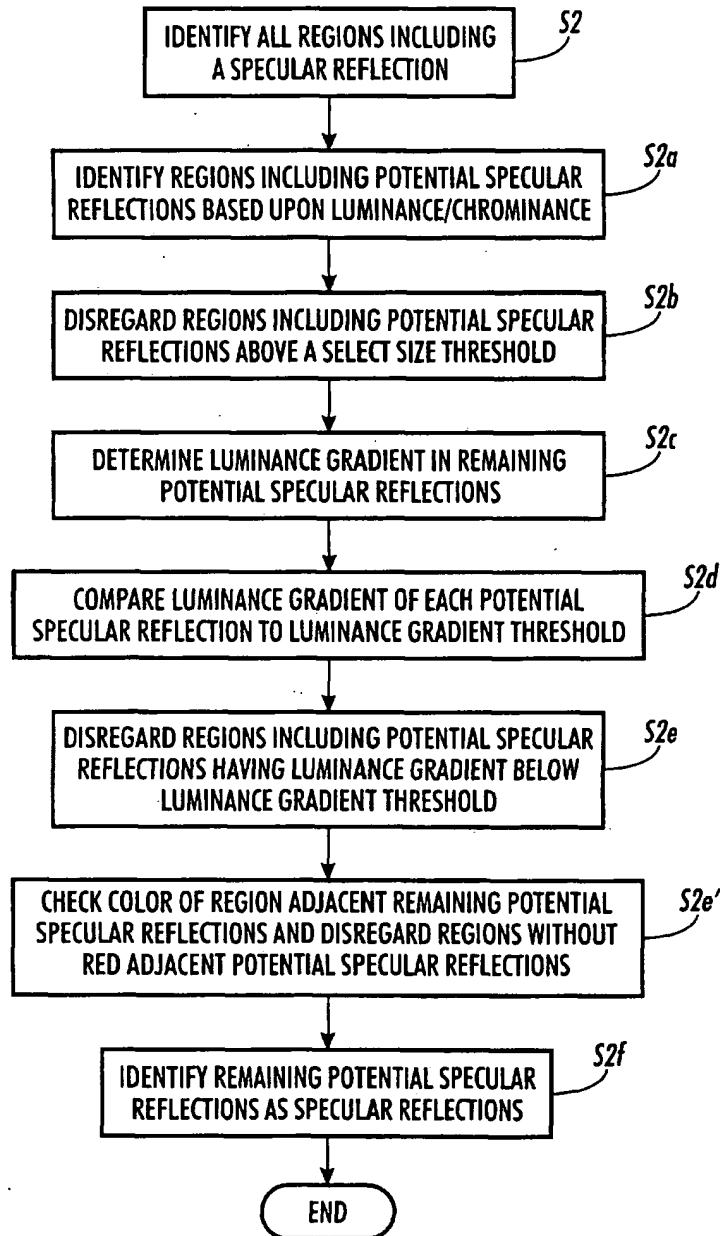 IDENTIFY ALL REGIONS INCLUDING
A SPECULAR REFLECTION
S2
IDENTIFY REGIONS INCLUDING POTENTIAL SPECULAR
REFLECTIONS BASED UPON LUMINANCE/CHROMINANCE
S2a
DISREGARD REGIONS INCLUDING POTENTIAL SPECULAR
REFLECTIONS ABOVE A SELECT SIZE THRESHOLD
S2b
DETERMINE LUMINANCE GRADIENT IN REMAINING
POTENTIAL SPECULAR REFLECTIONS
S2c
COMPARE LUMINANCE GRADIENT OF EACH POTENTIAL
SPECULAR REFLECTION TO LUMINANCE GRADIENT THRESHOLD
S2d
DISREGARD REGIONS INCLUDING POTENTIAL SPECULAR
REFLECTIONS HAVING LUMINANCE GRADIENT BELOW
LUMINANCE GRADIENT THRESHOLD
S2e
CHECK COLOR OF REGION ADJACENT REMAINING POTENTIAL
SPECULAR REFLECTIONS AND DISREGARD REGIONS WITHOUT
RED ADJACENT POTENTIAL SPECULAR REFLECTIONS
S2e'
IDENTIFY REMAINING POTENTIAL SPECULAR
REFLECTIONS AS SPECULAR REFLECTIONS
S2f
END